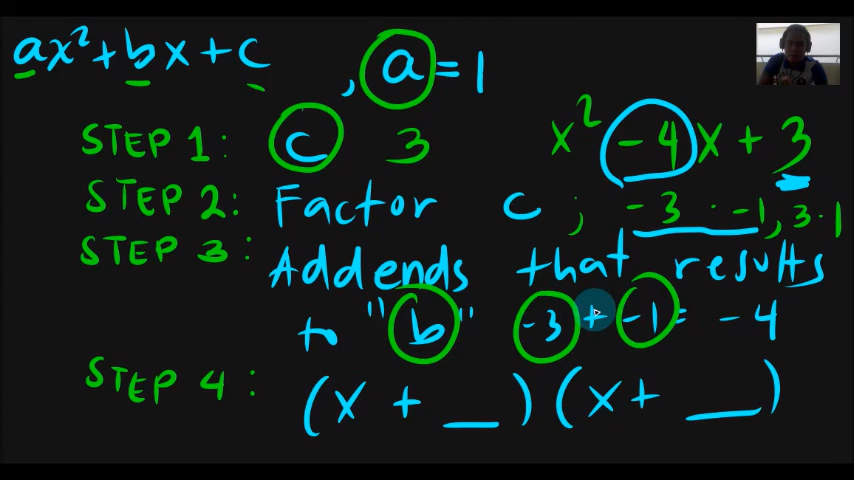 ax²+bx+c , a=1
STEP 1: c 3 x² -4x+3
STEP 2: Factor c ; -3 · -1, 3·1
STEP 3: Addends that results
to "b" -3 + -1 = -4
STEP 4: (x + __)(x + __)